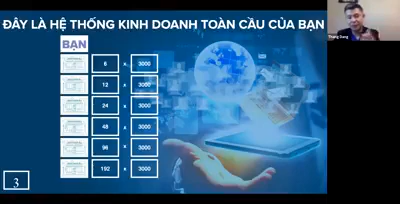 ĐÂY LÀ HỆ THỐNG KINH DOANH TOÀN CẦU CỦA BẠN
BẠN
6 x 3000
12 x 3000
24 x 3000
48 x 3000
96 x 3000
192 x 3000
3